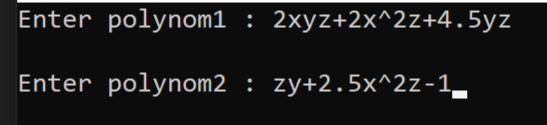 Enter polynom1 : 2xyz+2x^2z+4.5yz
Enter polynom2 : zy+2.5x^2z-1